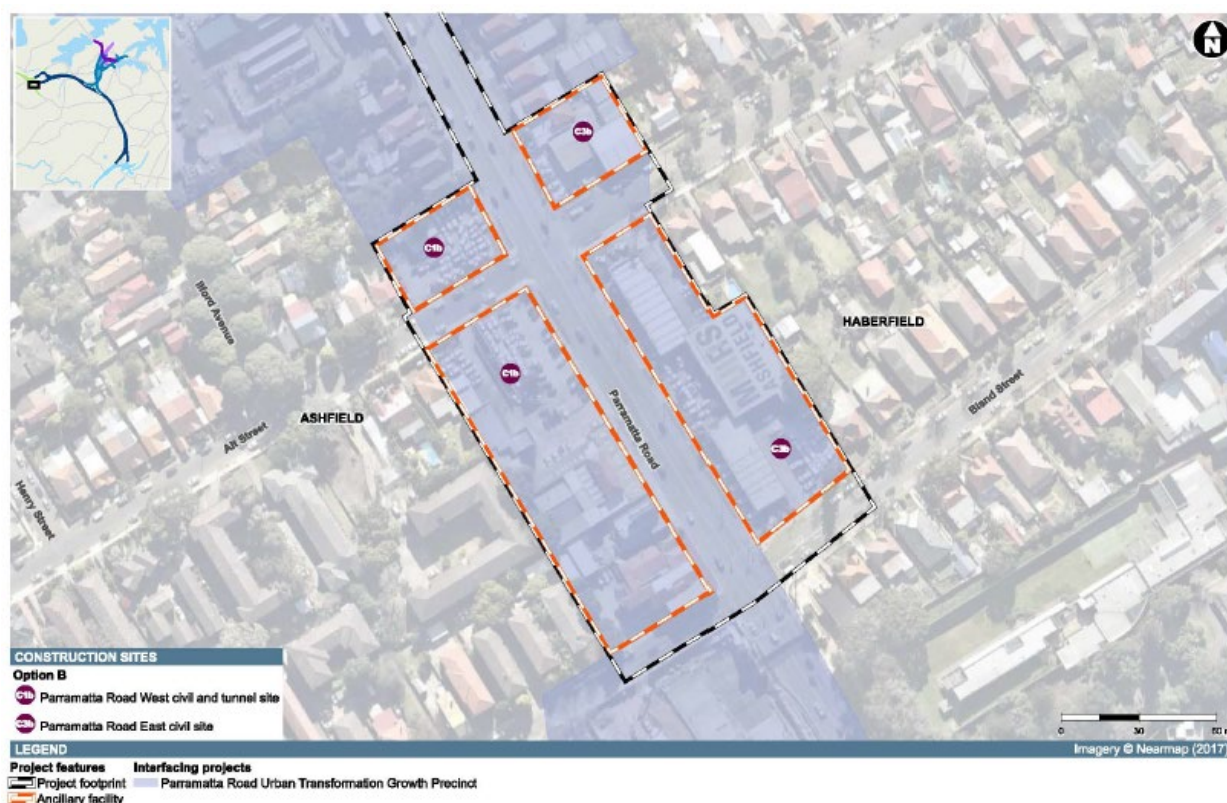 N
C3b
C1b
Ilford Avenue
HABERFIELD
ASHFIELD
C1b
Bland Street
Parramatta Road
ASHFIELD
Alt Street
C3b
Henry Street
CONSTRUCTION SITES
Option B
C1b Parramatta Road West civil and tunnel site
C3b Parramatta Road East civil site
0 30 60
LEGEND
Imagery © Nearmap (2017)
Project features Interfacing projects
Project footprint Parramatta Road Urban Transformation Growth Precinct
Ancillary facility